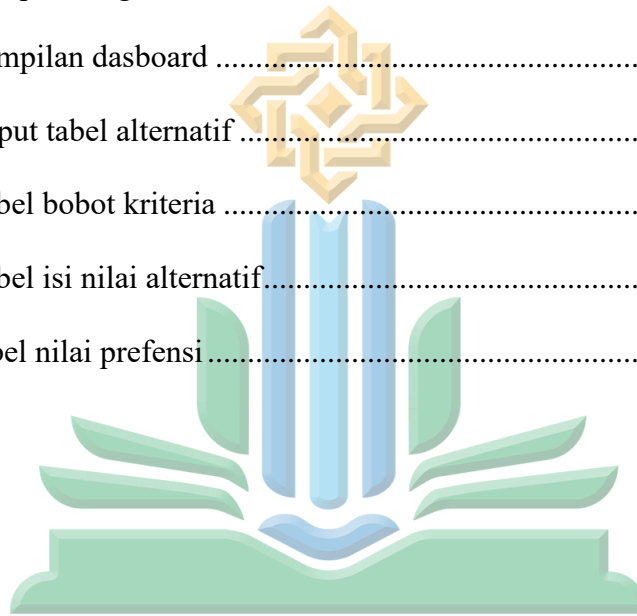 mpilan dasboard ......................................................
put tabel alternatif ...................................................
bel bobot kriteria .....................................................
bel isi nilai alternatif................................................
bel nilai prefensi.......................................................